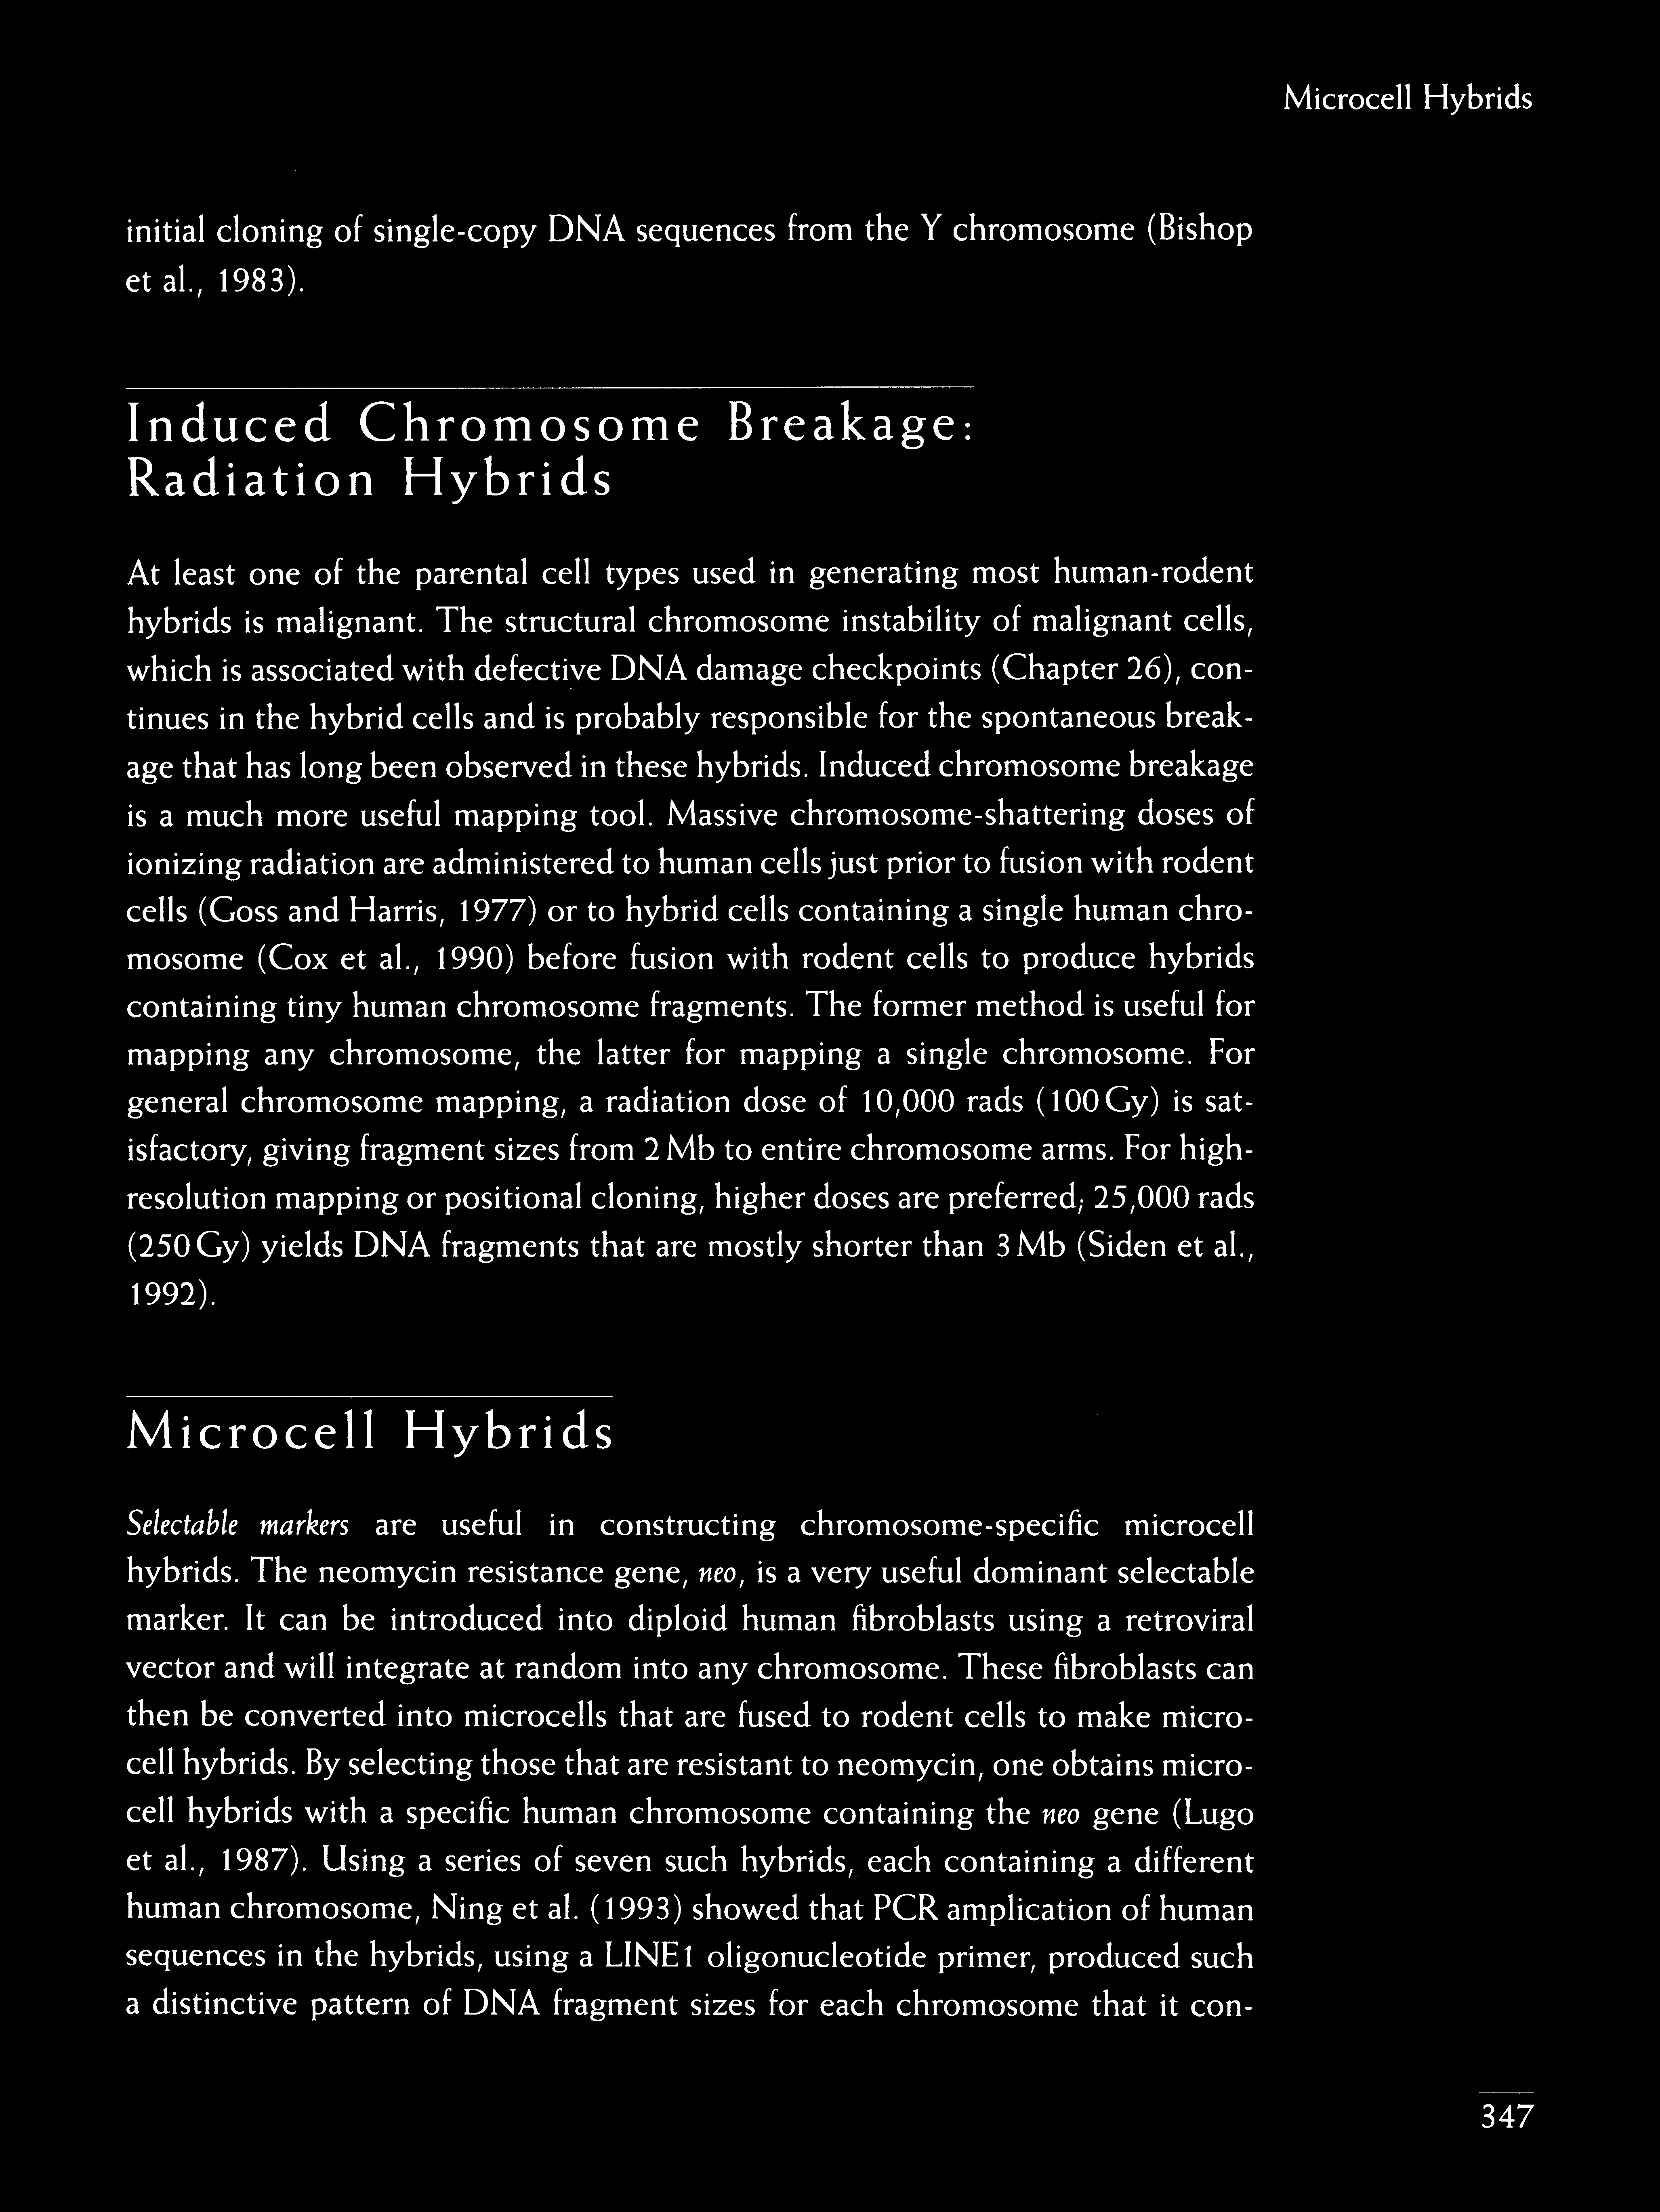 Microcell Hybrids
initial cloning of single-copy DNA sequences from the Y chromosome (Bishop
et al., 1983).
Induced Chromosome Breakage:
Radiation Hybrids
At least one of the parental cell types used in generating most human-rodent
hybrids is malignant. The structural chromosome instability of malignant cells,
which is associated with defective DNA damage checkpoints (Chapter 26), con-
tinues in the hybrid cells and is probably responsible for the spontaneous break-
age that has long been observed in these hybrids. Induced chromosome breakage
is a much more useful mapping tool. Massive chromosome-shattering doses of
ionizing radiation are administered to human cells just prior to fusion with rodent
cells (Goss and Harris, 1977) or to hybrid cells containing a single human chro-
mosome (Cox et al., 1990) before fusion with rodent cells to produce hybrids
containing tiny human chromosome fragments. The former method is useful for
mapping any chromosome, the latter for mapping a single chromosome. For
general chromosome mapping, a radiation dose of 10,000 rads (100 Gy) is sat-
isfactory, giving fragment sizes from 2 Mb to entire chromosome arms. For high-
resolution mapping or positional cloning, higher doses are preferred; 25,000 rads
(250 Gy) yields DNA fragments that are mostly shorter than 3 Mb (Siden et al.,
1992).
Microcell Hybrids
Selectable markers are useful in constructing chromosome-specific microcell
hybrids. The neomycin resistance gene, neo, is a very useful dominant selectable
marker. It can be introduced into diploid human fibroblasts using a retroviral
vector and will integrate at random into any chromosome. These fibroblasts can
then be converted into microcells that are fused to rodent cells to make micro-
cell hybrids. By selecting those that are resistant to neomycin, one obtains micro-
cell hybrids with a specific human chromosome containing the neo gene (Lugo
et al., 1987). Using a series of seven such hybrids, each containing a different
human chromosome, Ning et al. (1993) showed that PCR amplication of human
sequences in the hybrids, using a LINE1 oligonucleotide primer, produced such
a distinctive pattern of DNA fragment sizes for each chromosome that it con-
347